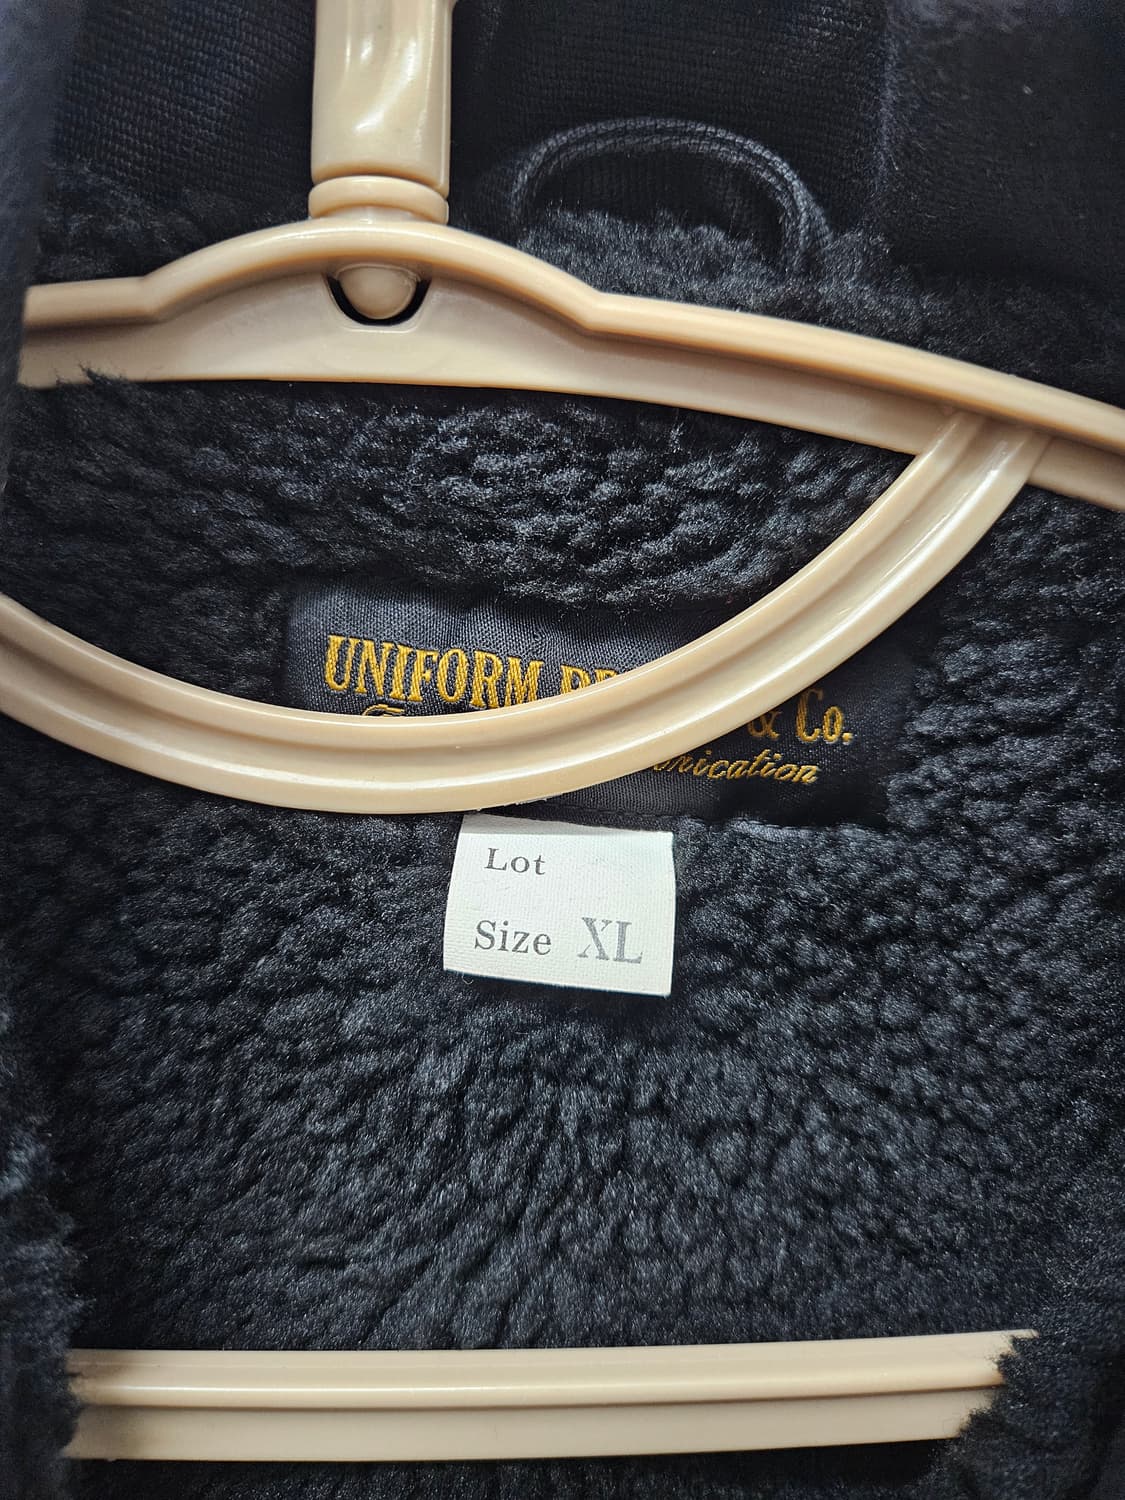 UNIFORM
& Co.
Lot
Size XL